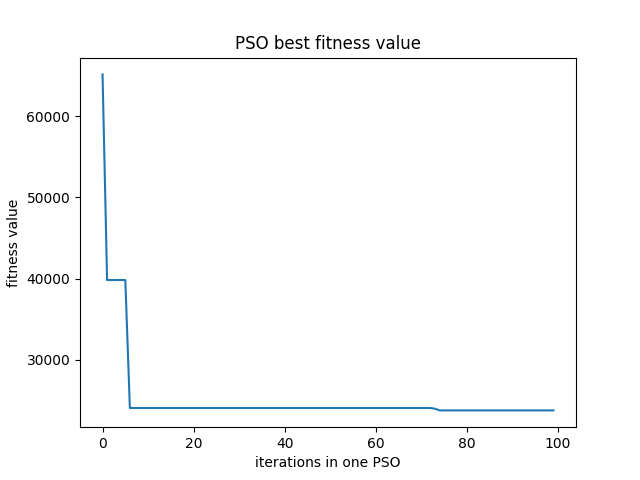 PSO best fitness value
60000
50000
40000
30000
fitness value
0 20 40 60 80 100
iterations in one PSO